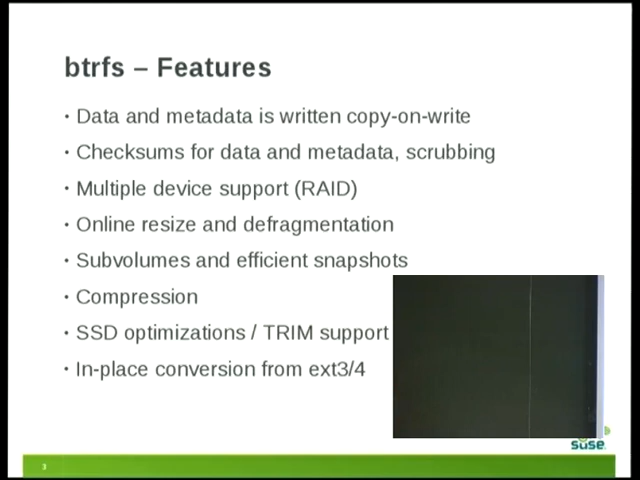 btrfs – Features
• Data and metadata is written copy-on-write
• Checksums for data and metadata, scrubbing
• Multiple device support (RAID)
• Online resize and defragmentation
• Subvolumes and efficient snapshots
• Compression
• SSD optimizations / TRIM support
• In-place conversion from ext3/4
SUSE
3